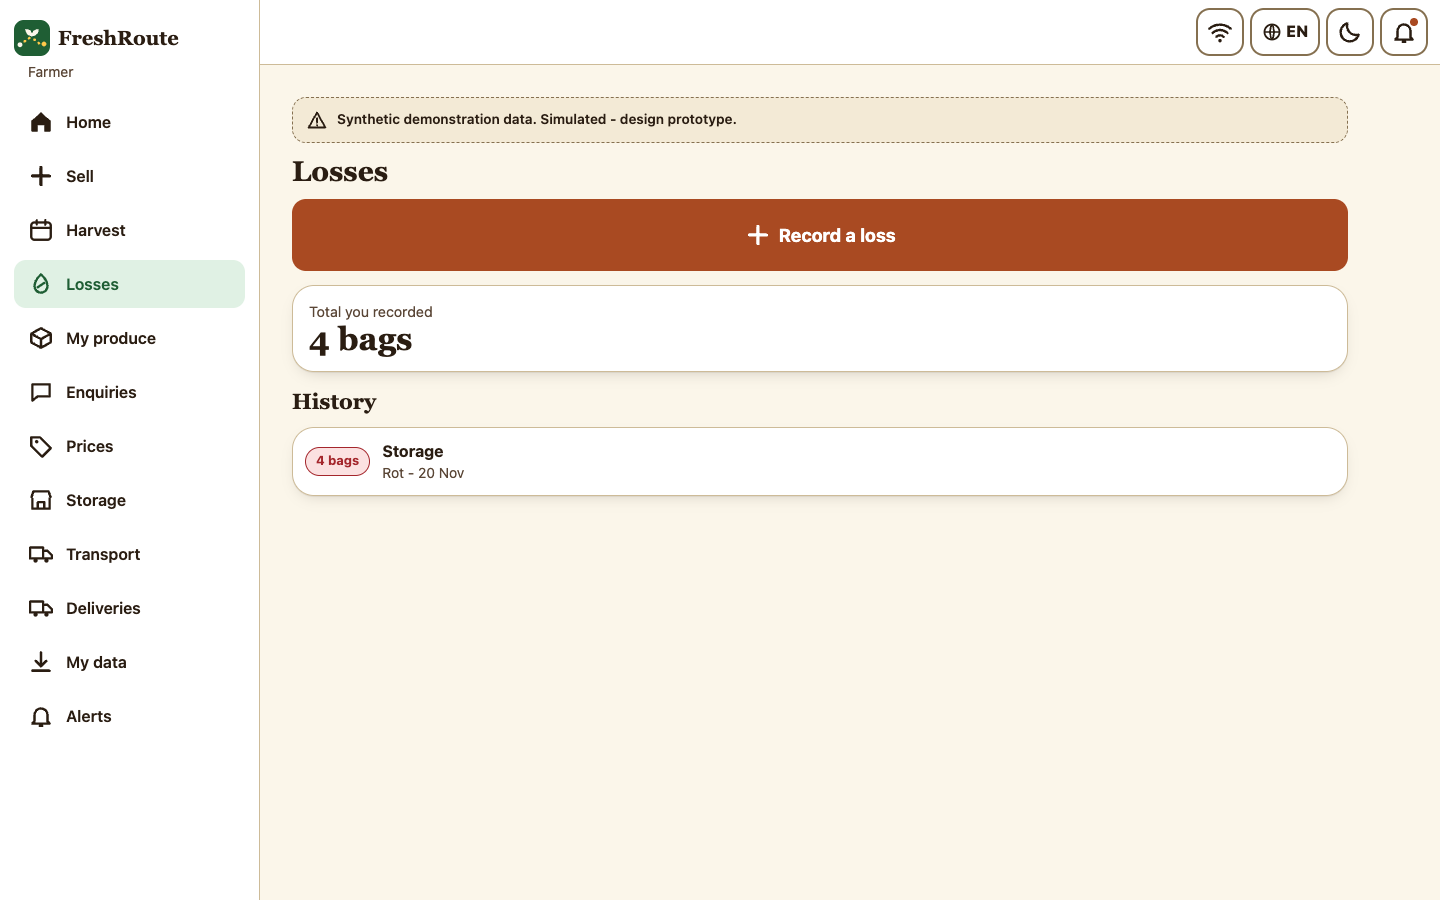 FreshRoute
Farmer
Home
Sell
Harvest
Losses
My produce
Enquiries
Prices
Storage
Transport
Deliveries
My data
Alerts
EN
Synthetic demonstration data. Simulated - design prototype.
Losses
Record a loss
Total you recorded
4 bags
History
4 bags
Storage
Rot - 20 Nov